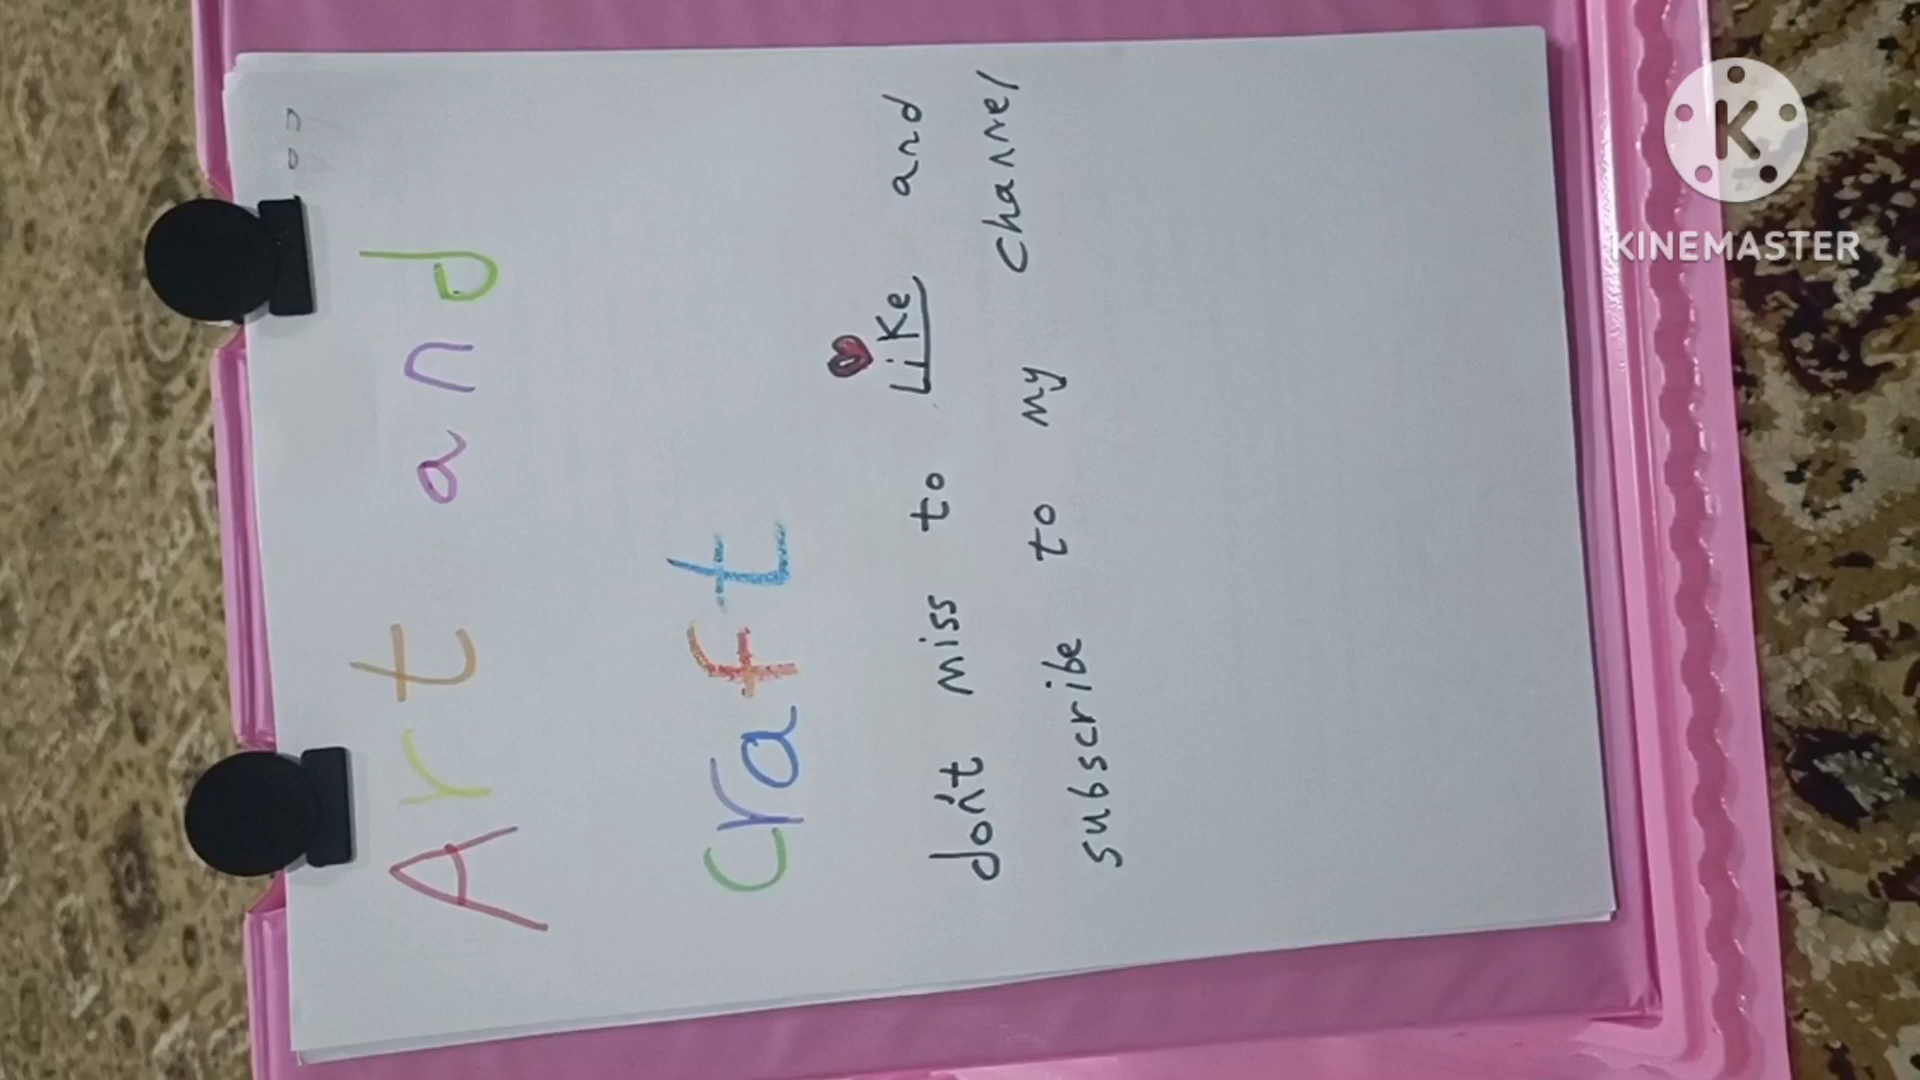 Art and
craft
don't miss to Like and
subscribe to my channel
K
KINEMASTER